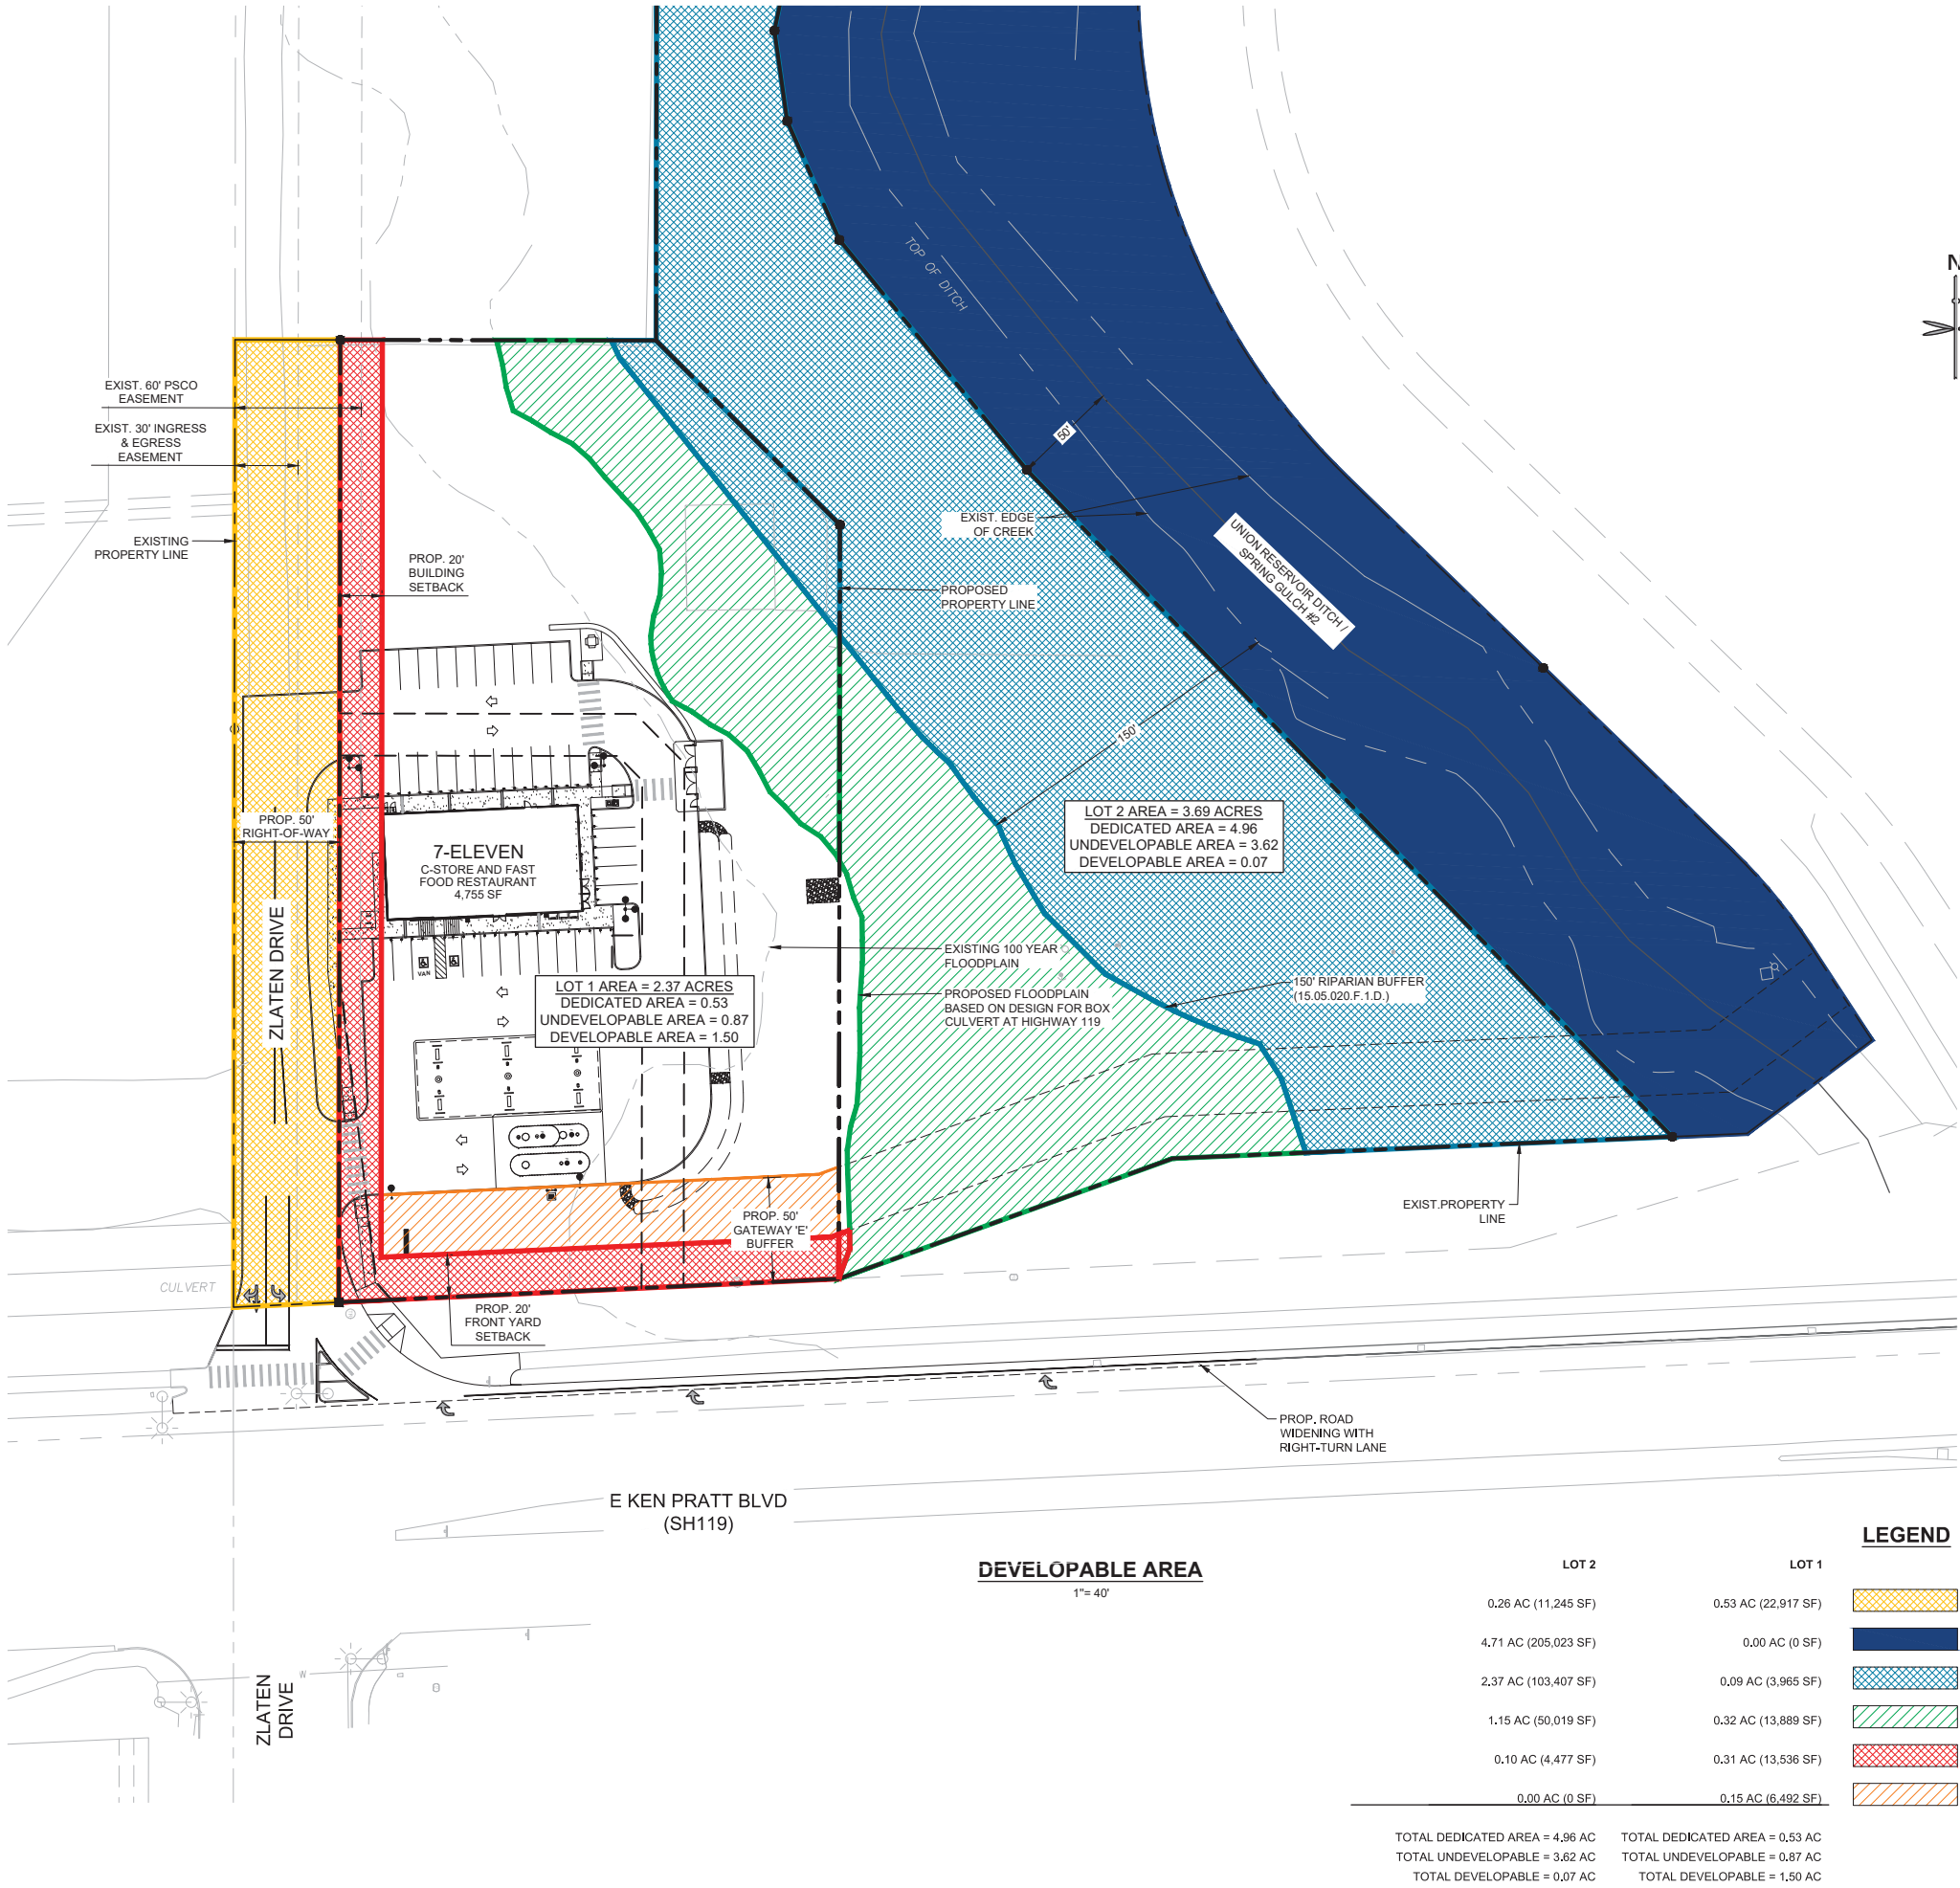 N
TOP OF DITCH
EXIST. 60' PSCO
EASEMENT
EXIST. 30' INGRESS
& EGRESS
EASEMENT
EXISTING
PROPERTY LINE
PROP. 20'
BUILDING
SETBACK
50'
EXIST. EDGE
OF CREEK
UNION RESERVOIR DITCH /
SPRING GULCH #2
PROPOSED
PROPERTY LINE
150'
PROP. 50'
RIGHT-OF-WAY
7-ELEVEN
C-STORE AND FAST
FOOD RESTAURANT
4,755 SF
LOT 2 AREA = 3.69 ACRES
DEDICATED AREA = 4.96
UNDEVELOPABLE AREA = 3.62
DEVELOPABLE AREA = 0.07
ZLATEN DRIVE
VAN
EXISTING 100 YEAR
FLOODPLAIN
LOT 1 AREA = 2.37 ACRES
DEDICATED AREA = 0.53
UNDEVELOPABLE AREA = 0.87
DEVELOPABLE AREA = 1.50
PROPOSED FLOODPLAIN
BASED ON DESIGN FOR BOX
CULVERT AT HIGHWAY 119
150' RIPARIAN BUFFER
(15.05.020.F.1.D.)
PROP. 50'
GATEWAY 'E'
BUFFER
EXIST.PROPERTY
LINE
CULVERT
PROP. 20'
FRONT YARD
SETBACK
PROP. ROAD
WIDENING WITH
RIGHT-TURN LANE
E KEN PRATT BLVD
(SH119)
ZLATEN
DRIVE
W
DEVELOPABLE AREA
1"= 40'
LEGEND
LOT 2 LOT 1
0.26 AC (11,245 SF) 0.53 AC (22,917 SF)
4.71 AC (205,023 SF) 0.00 AC (0 SF)
2.37 AC (103,407 SF) 0.09 AC (3,965 SF)
1.15 AC (50,019 SF) 0.32 AC (13,889 SF)
0.10 AC (4,477 SF) 0.31 AC (13,536 SF)
0.00 AC (0 SF) 0.15 AC (6,492 SF)
TOTAL DEDICATED AREA = 4.96 AC TOTAL DEDICATED AREA = 0.53 AC
TOTAL UNDEVELOPABLE = 3.62 AC TOTAL UNDEVELOPABLE = 0.87 AC
TOTAL DEVELOPABLE = 0.07 AC TOTAL DEVELOPABLE = 1.50 AC